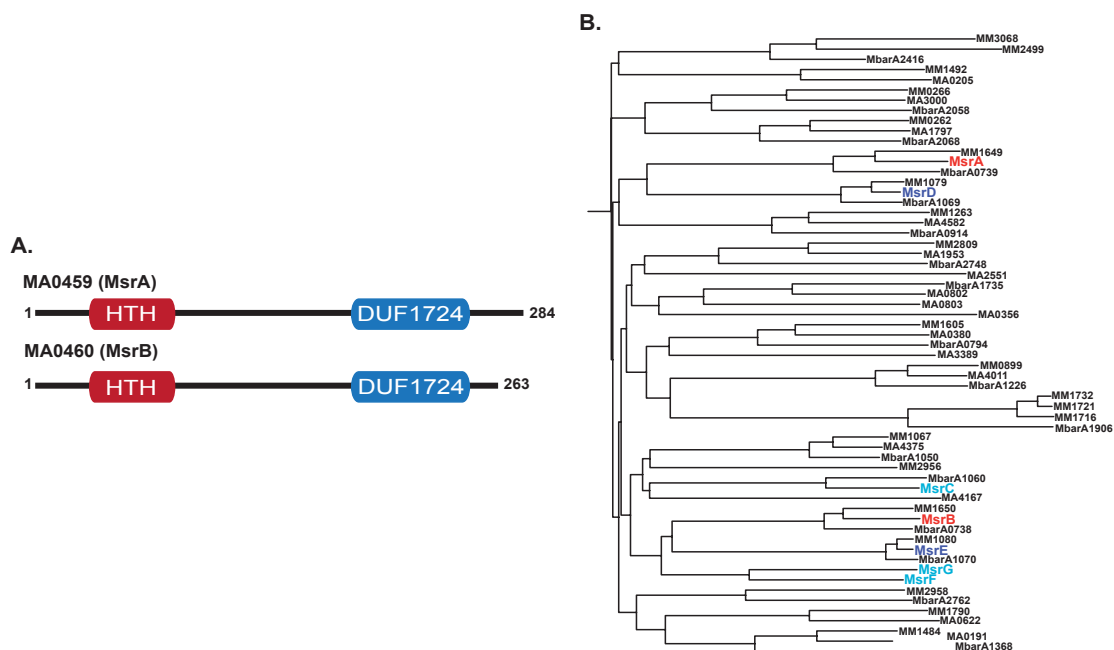 A.
MA0459 (MsrA)
1 HTH DUF1724 284
MA0460 (MsrB)
1 HTH DUF1724 263
B.
MM3068
MM2499
MbarA2416
MM1492
MA0205
MM0266
MA3000
MbarA2058
MM0262
MA1797
MbarA2068
MM1649
MsrA
MbarA0739
MM1079
MsrD
MbarA1069
MM1263
MA4582
MbarA0914
MM2809
MA1953
MbarA2748
MA2551
MbarA1735
MA0802
MA0803
MA0356
MM1605
MA0380
MbarA0794
MA3389
MM0899
MA4011
MbarA1226
MM1732
MM1721
MM1716
MbarA1906
MM1067
MA4375
MbarA1050
MM2956
MbarA1060
MsrC
MA4167
MM1650
MsrB
MbarA0738
MM1080
MsrE
MbarA1070
MsrG
MsrF
MM2958
MbarA2762
MM1790
MA0622
MM1484
MA0191
MbarA1368